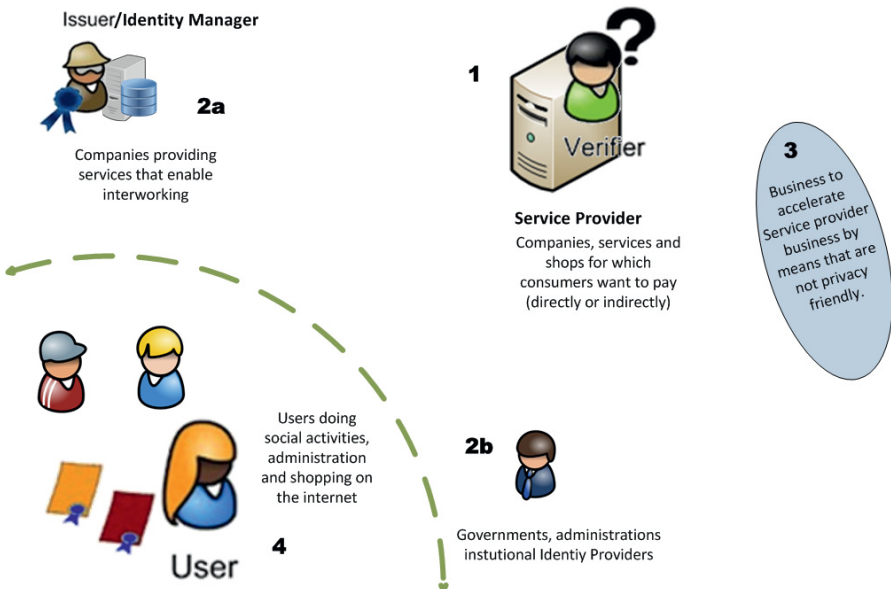 Issuer/Identity Manager
2a
Companies providing
services that enable
interworking
1
?
Verifier
Service Provider
Companies, services and
shops for which
consumers want to pay
(directly or indirectly)
3
Business to
accelerate
Service provider
business by
means that are
not privacy
friendly.
Users doing
social activities,
administration
and shopping on
the internet
4
User
2b
Governments, administrations
instutional Identiy Providers